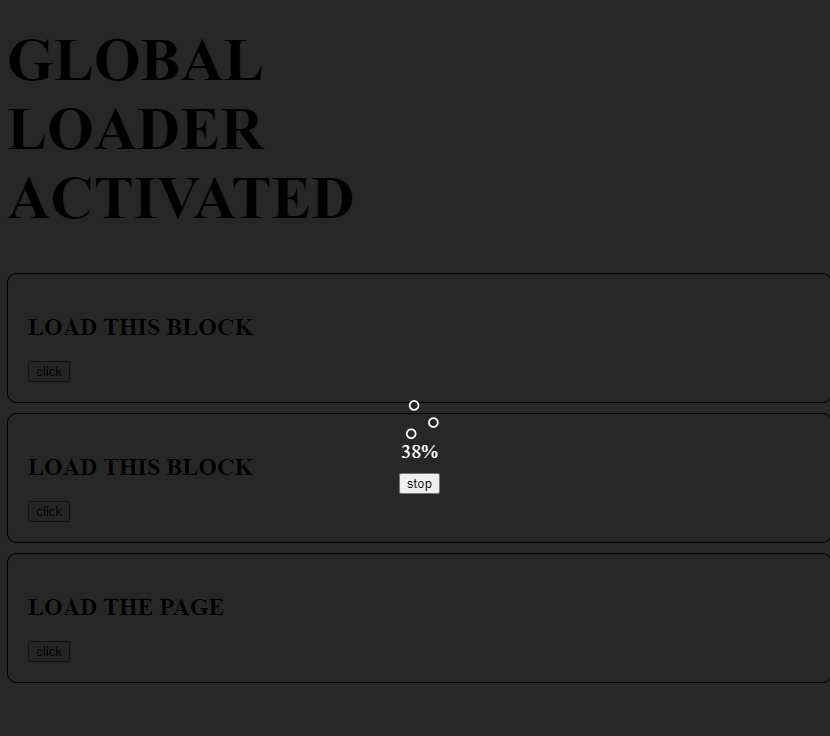 GLOBAL
LOADER
ACTIVATED
LOAD THIS BLOCK
click
LOAD THIS BLOCK
click
38%
stop
LOAD THE PAGE
click